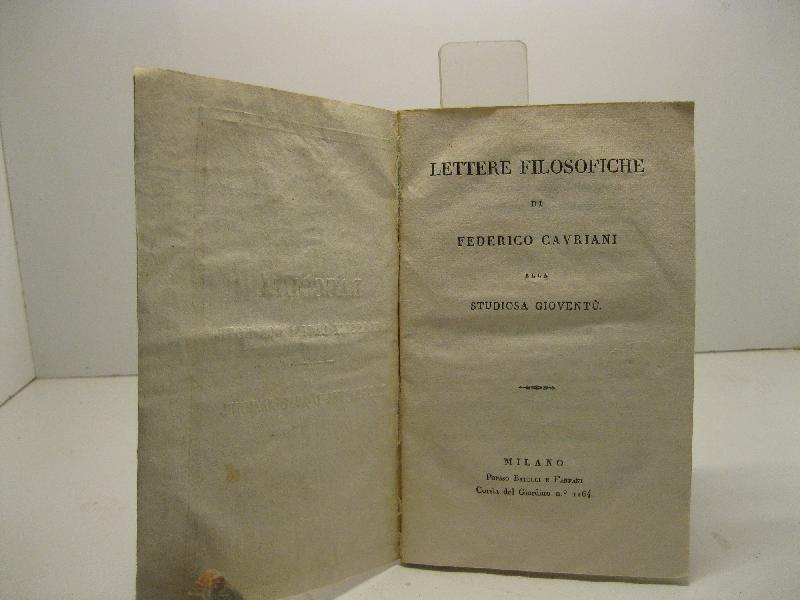 LETTERE FILOSOFICHE
DI
FEDERICO CAVRIANI
ALLA
STUDIOSA GIOVENTÙ.
MILANO
PRESSO BATELLI E FANFANI
Corsia del Giardino n.° 1164